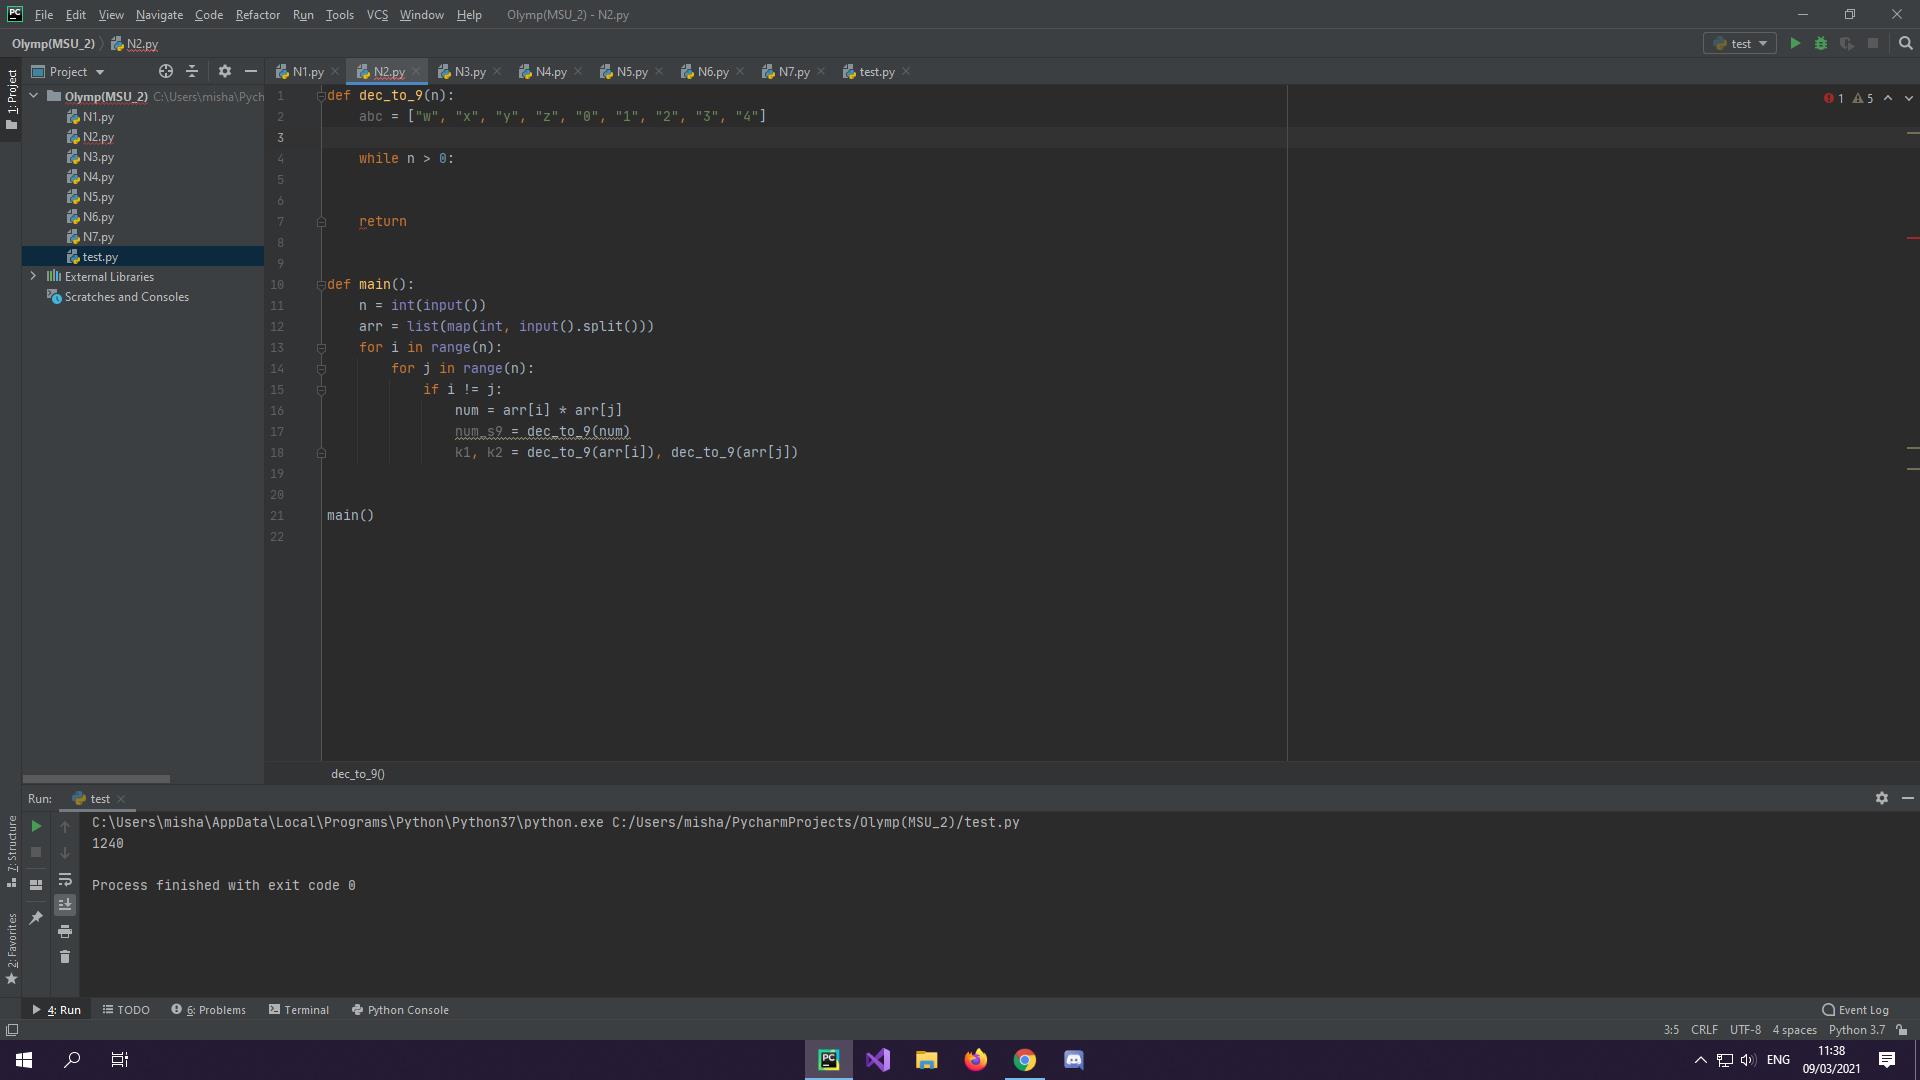 File Edit View Navigate Code Refactor Run Tools VCS Window Help Olymp(MSU_2) - N2.py
Olymp(MSU_2) N2.py test
1: Project
Project
N1.py N2.py N3.py N4.py N5.py N6.py N7.py test.py
Olymp(MSU_2) C:\Users\misha\Pych
N1.py
N2.py
N3.py
N4.py
N5.py
N6.py
N7.py
test.py
External Libraries
Scratches and Consoles
1 5
1 def dec_to_9(n):
2 abc = ["w", "x", "y", "z", "0", "1", "2", "3", "4"]
3
4 while n > 0:
5
6
7 return
8
9
10 def main():
11 n = int(input())
12 arr = list(map(int, input().split()))
13 for i in range(n):
14 for j in range(n):
15 if i != j:
16 num = arr[i] * arr[j]
17 num_s9 = dec_to_9(num)
18 k1, k2 = dec_to_9(arr[i]), dec_to_9(arr[j])
19
20
21 main()
22
dec_to_9()
Run: test
C:\Users\misha\AppData\Local\Programs\Python\Python37\python.exe C:/Users/misha/PycharmProjects/Olymp(MSU_2)/test.py
1240
Process finished with exit code 0
7: Structure
2: Favorites
4: Run TODO 6: Problems Terminal Python Console Event Log
3:5 CRLF UTF-8 4 spaces Python 3.7
PC
ENG
11:38
09/03/2021